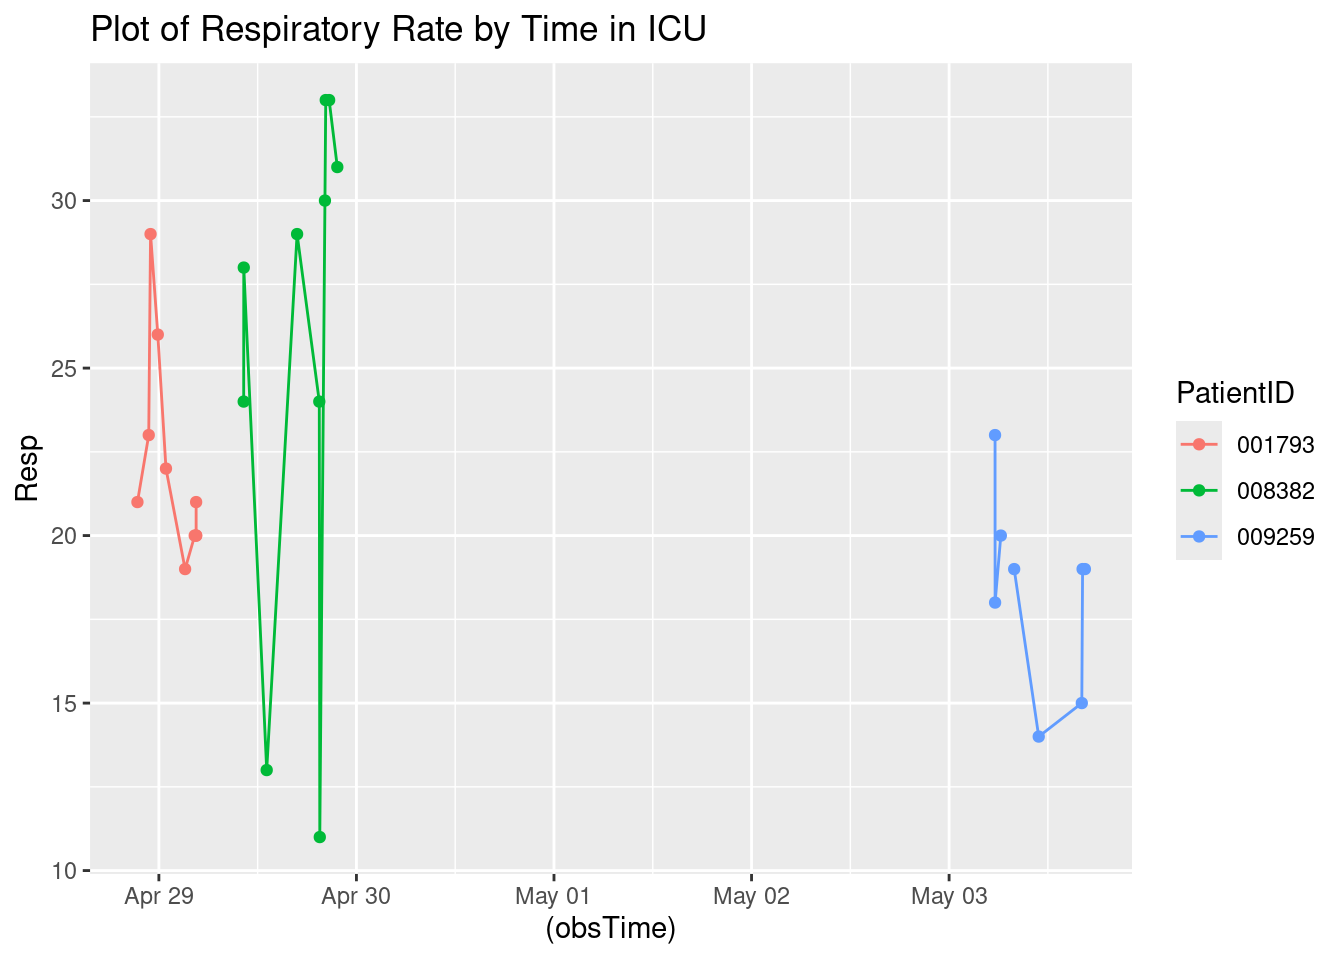 Plot of Respiratory Rate by Time in ICU
Resp
30
25
20
15
10
Apr 29
Apr 30
May 01
May 02
May 03
(obsTime)
PatientID
001793
008382
009259